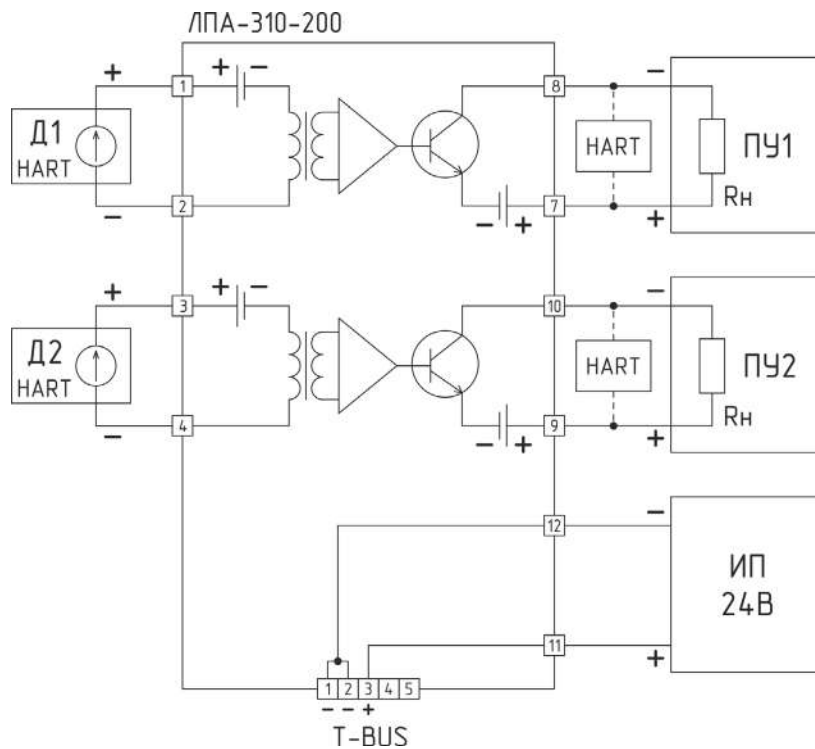 ЛПА-310-200
+ + − 8 −
1
Д1
HART
HART
ПУ1
Rн
− 2 − + 7 +
+ 3 + − 10 −
Д2
HART
HART
ПУ2
Rн
− 4 − + 9 +
12 −
ИП
24В
11 +
1 2 3 4 5
− − +
T-BUS